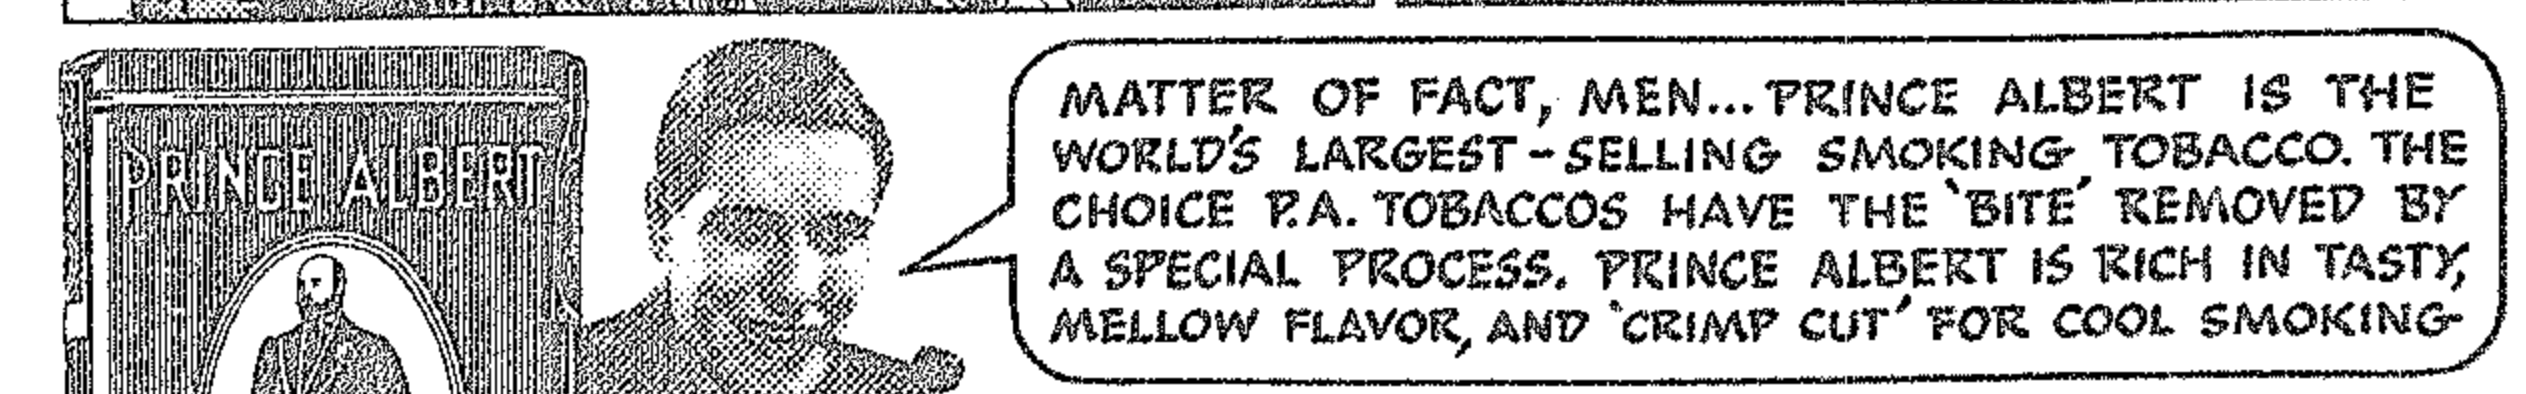 PRINCE ALBERT
MATTER OF FACT, MEN... PRINCE ALBERT IS THE
WORLD'S LARGEST-SELLING SMOKING TOBACCO. THE
CHOICE P.A. TOBACCOS HAVE THE 'BITE' REMOVED BY
A SPECIAL PROCESS. PRINCE ALBERT IS RICH IN TASTY,
MELLOW FLAVOR, AND 'CRIMP CUT' FOR COOL SMOKING